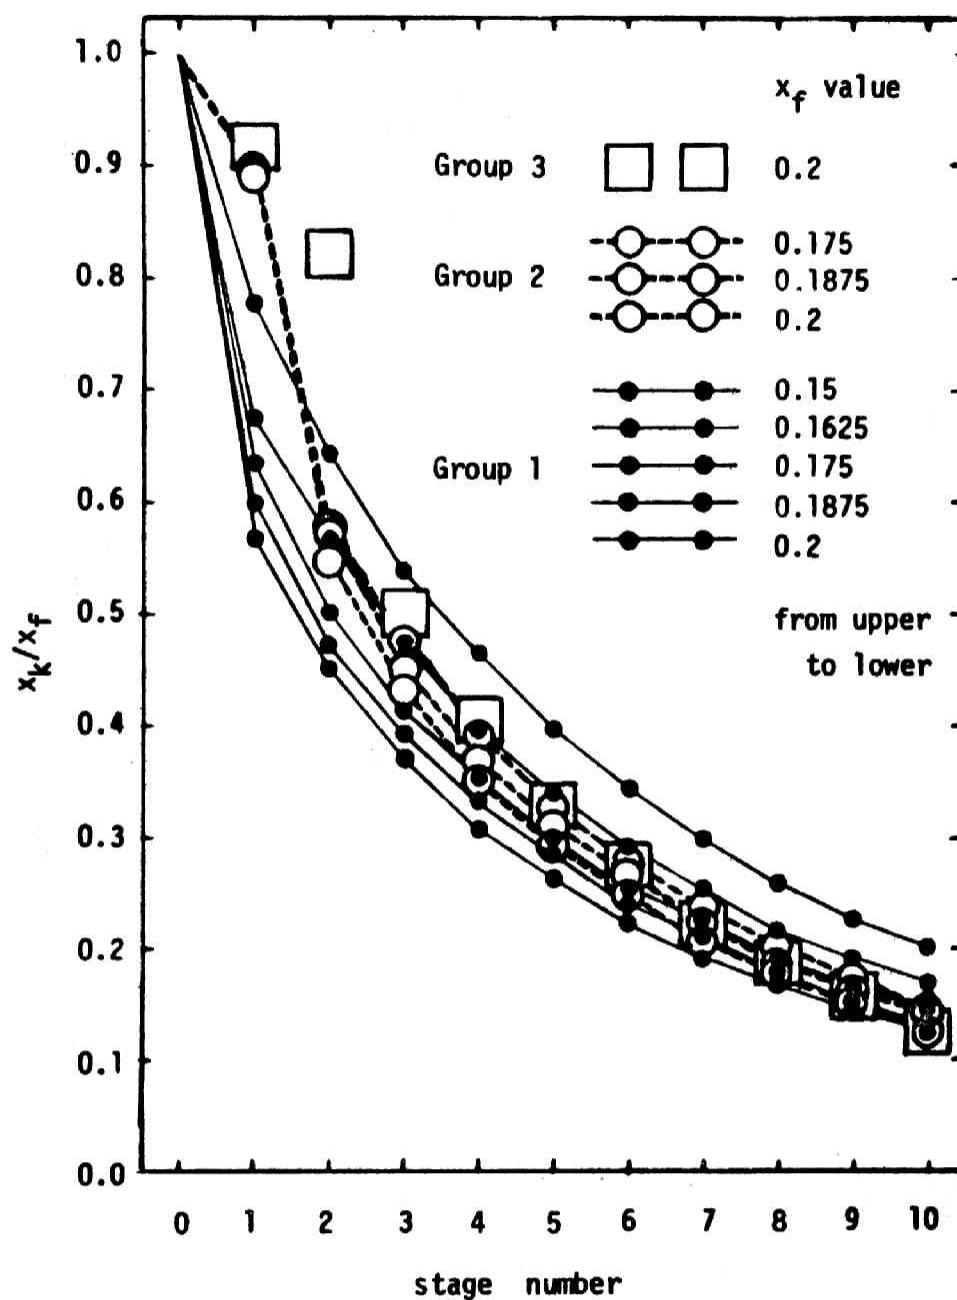 1.0
0.9
0.8
0.7
0.6
0.5
0.4
0.3
0.2
0.1
0.0
x_k/x_f
x_f value
Group 3 0.2
0.175
Group 2 0.1875
0.2
0.15
0.1625
Group 1 0.175
0.1875
0.2
from upper
to lower
0 1 2 3 4 5 6 7 8 9 10
stage number